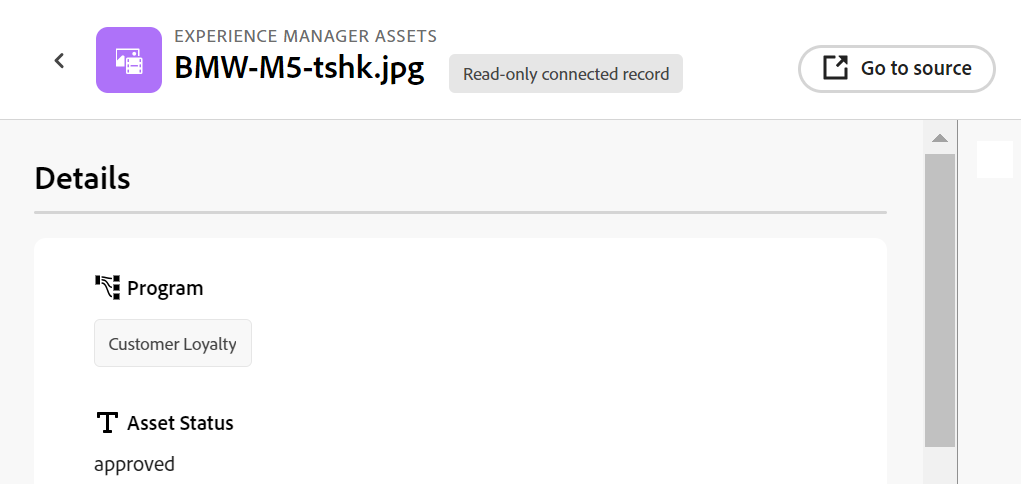 EXPERIENCE MANAGER ASSETS
BMW-M5-tshk.jpg
Read-only connected record
Go to source
Details
Program
Customer Loyalty
Asset Status
approved